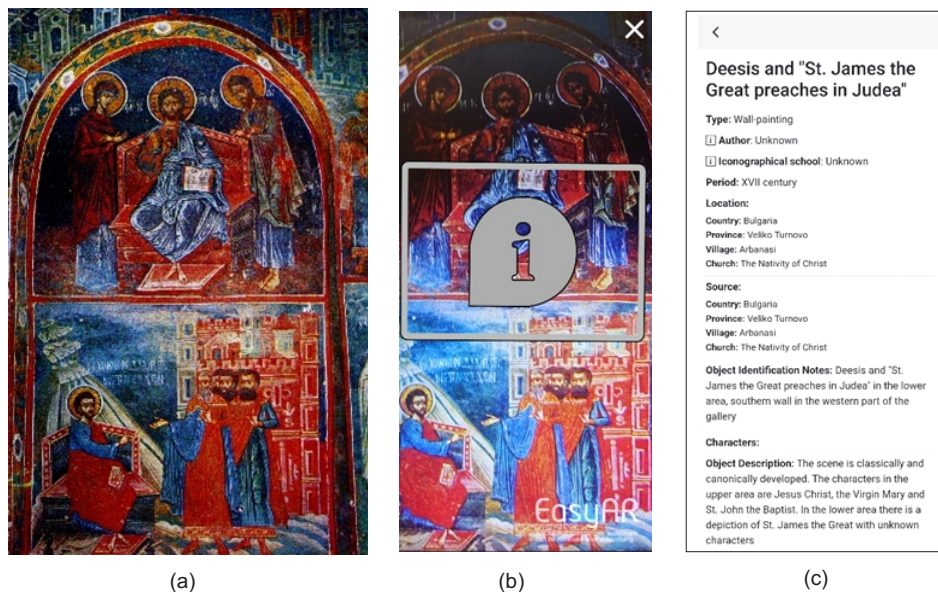 EasyAR
Deesis and "St. James the
Great preaches in Judea"
Type: Wall-painting
i Author: Unknown
i Iconographical school: Unknown
Period: XVII century
Location:
Country: Bulgaria
Province: Veliko Turnovo
Village: Arbanasi
Church: The Nativity of Christ
Source:
Country: Bulgaria
Province: Veliko Turnovo
Village: Arbanasi
Church: The Nativity of Christ
Object Identification Notes: Deesis and "St.
James the Great preaches in Judea" in the lower
area, southern wall in the western part of the
gallery
Characters:
Object Description: The scene is classically and
canonically developed. The characters in the
upper area are Jesus Christ, the Virgin Mary and
St. John the Baptist. In the lower area there is a
depiction of St. James the Great with unknown
characters
(a)
(b)
(c)